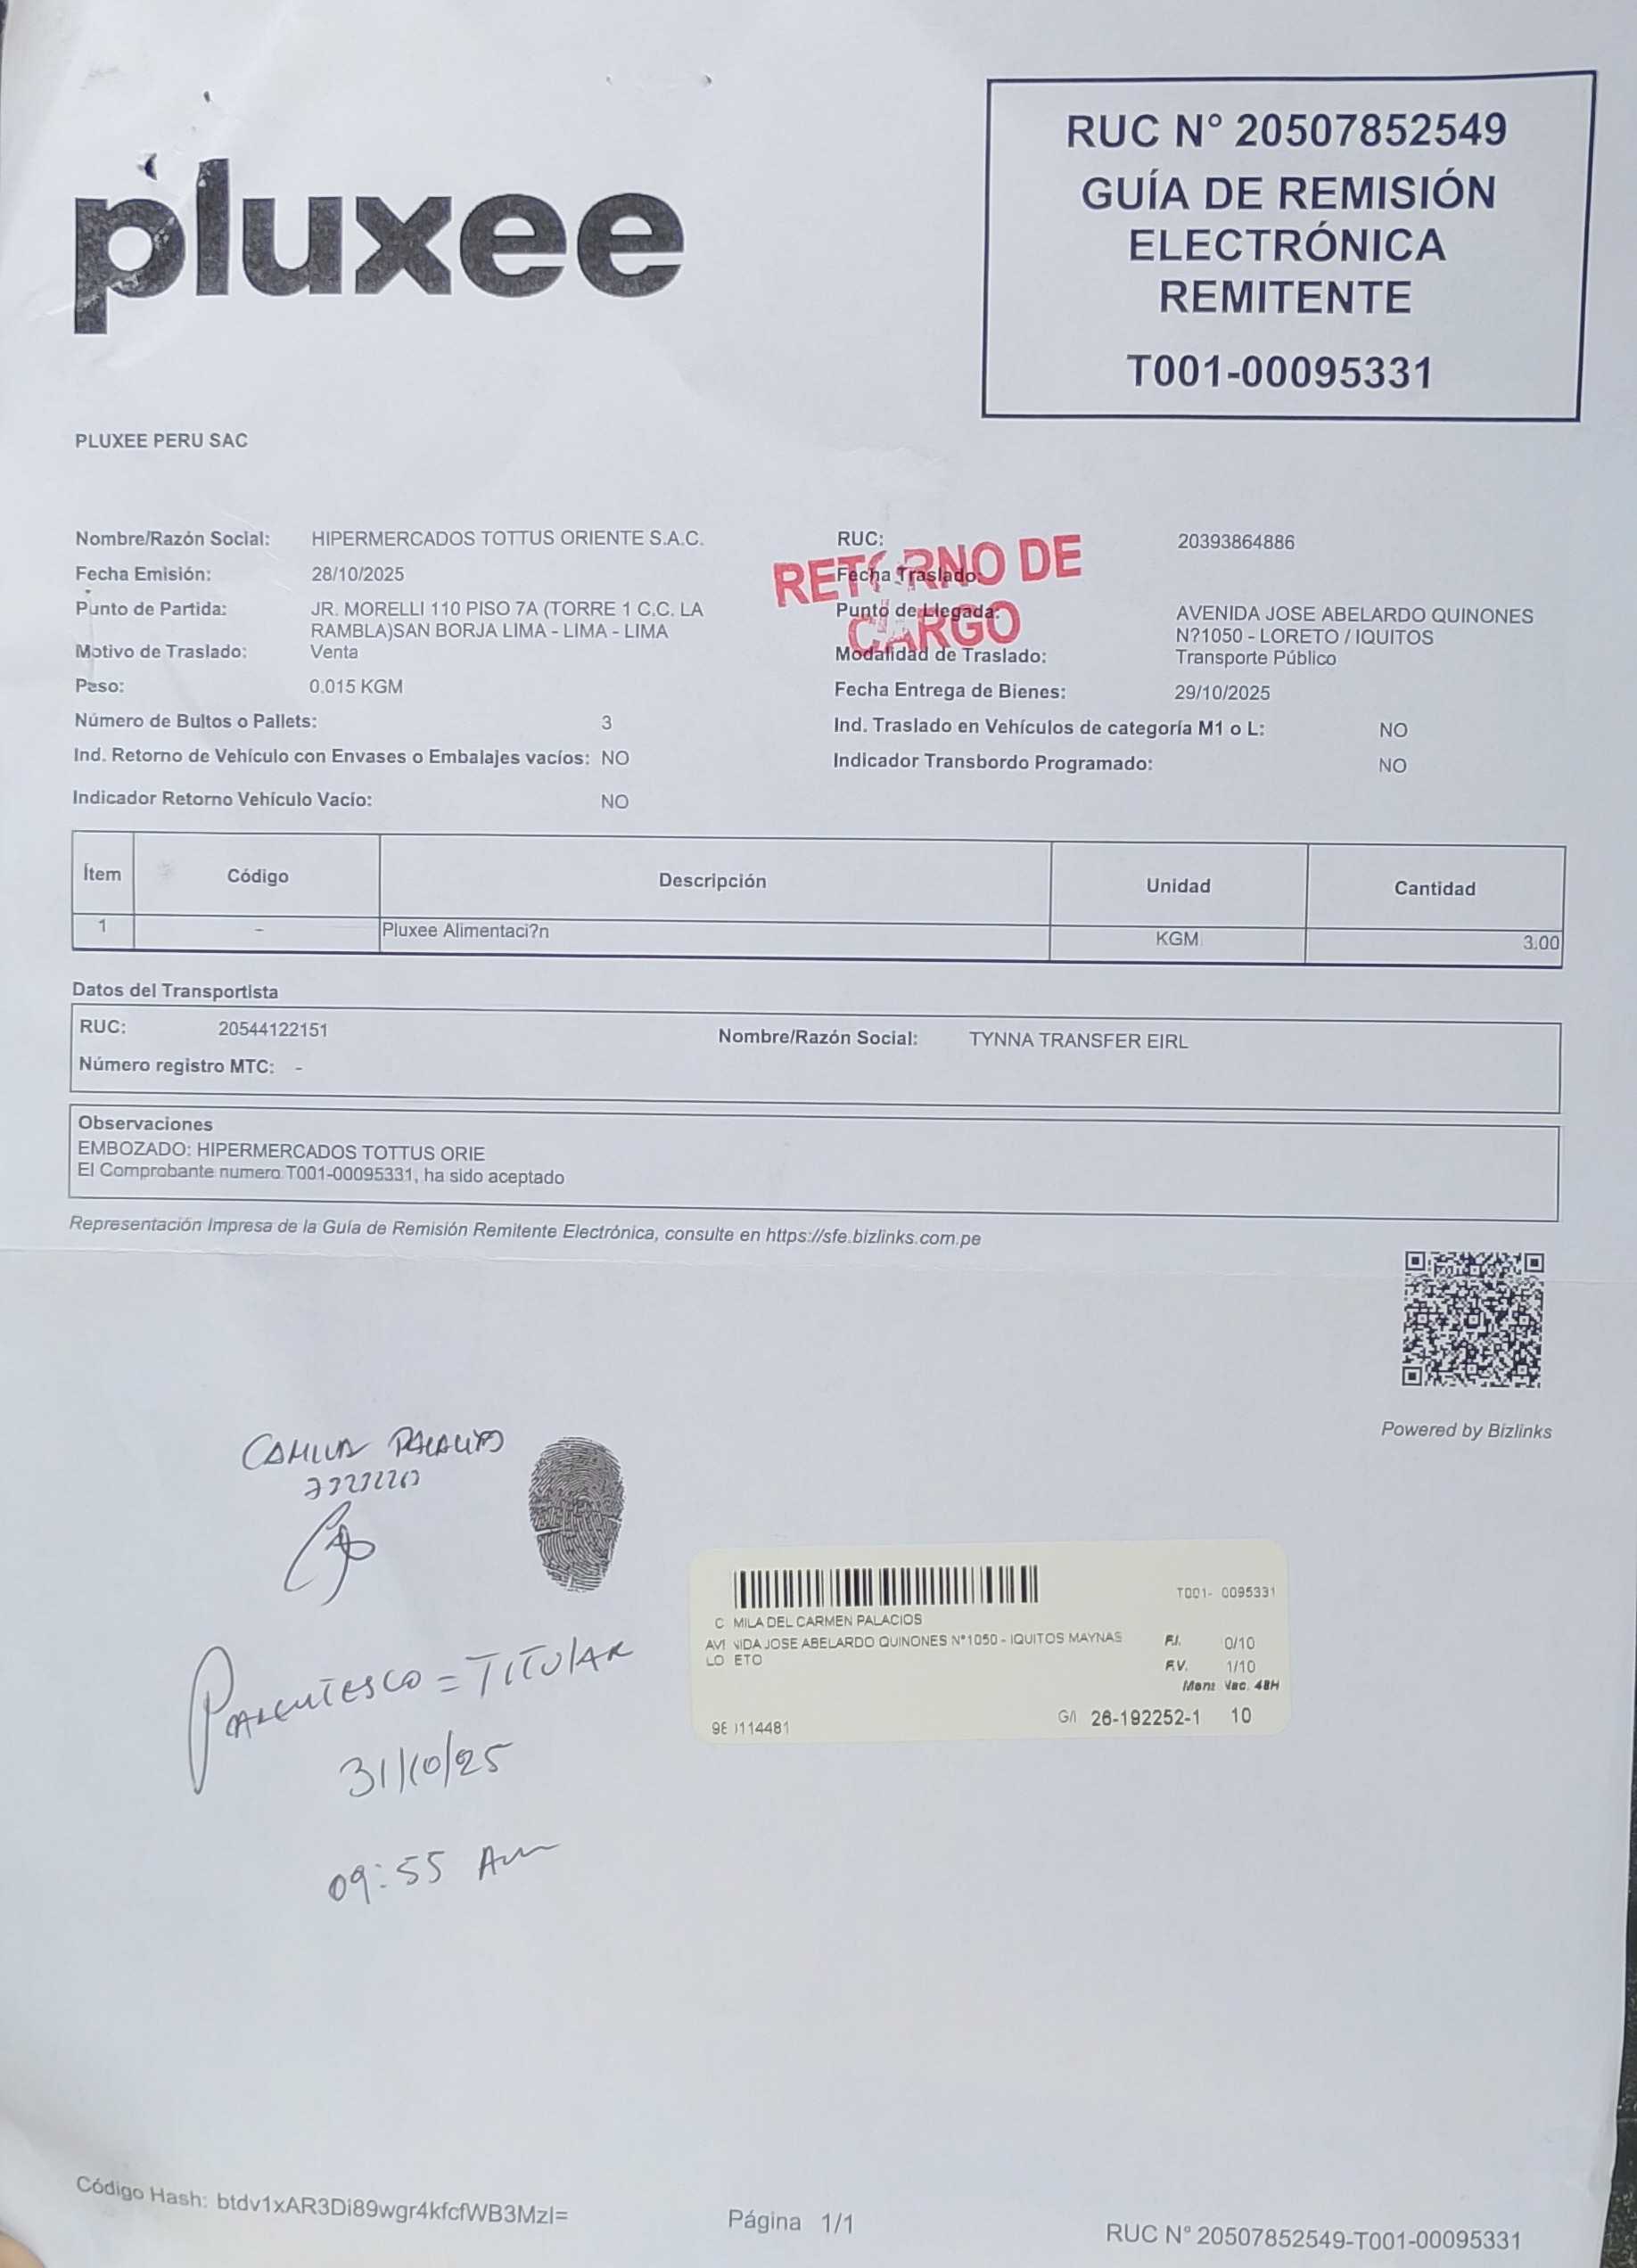 pluxee
RUC N° 20507852549
GUÍA DE REMISIÓN
ELECTRÓNICA
REMITENTE
T001-00095331
PLUXEE PERU SAC
Nombre/Razón Social: HIPERMERCADOS TOTTUS ORIENTE S.A.C.
Fecha Emisión: 28/10/2025
Punto de Partida: JR. MORELLI 110 PISO 7A (TORRE 1 C.C. LA
RAMBLA)SAN BORJA LIMA - LIMA - LIMA
Motivo de Traslado: Venta
Peso: 0.015 KGM
Número de Bultos o Pallets: 3
Ind. Retorno de Vehículo con Envases o Embalajes vacíos: NO
Indicador Retorno Vehículo Vacío: NO
RUC: 20393864886
Fecha Traslado:
Punto de Llegada: AVENIDA JOSE ABELARDO QUINONES
N?1050 - LORETO / IQUITOS
Modalidad de Traslado: Transporte Público
Fecha Entrega de Bienes: 29/10/2025
Ind. Traslado en Vehículos de categoría M1 o L: NO
Indicador Transbordo Programado: NO
RETORNO DE
CARGO
Ítem Código Descripción Unidad Cantidad
1 - Pluxee Alimentaci?n KGM 3.00
Datos del Transportista
RUC: 20544122151 Nombre/Razón Social: TYNNA TRANSFER EIRL
Número registro MTC: -
Observaciones
EMBOZADO: HIPERMERCADOS TOTTUS ORIE
El Comprobante numero T001-00095331, ha sido aceptado
Representación Impresa de la Guía de Remisión Remitente Electrónica, consulte en https://sfe.bizlinks.com.pe
Powered by Bizlinks
CAMILA PALACIOS
PARENTESCO = TITULAR
31/10/25
09:55 Am
T001- 0095331
C MILA DEL CARMEN PALACIOS
AV NIDA JOSE ABELARDO QUINONES N°1050 - IQUITOS MAYNAS
LO ETO
F.I. 0/10
F.V. 1/10
Vac. 48H
114481
G/ 26-192252-1 10
Código Hash: btdv1xAR3Di89wgr4kfcfWB3MzI=
Página 1/1
RUC N° 20507852549-T001-00095331